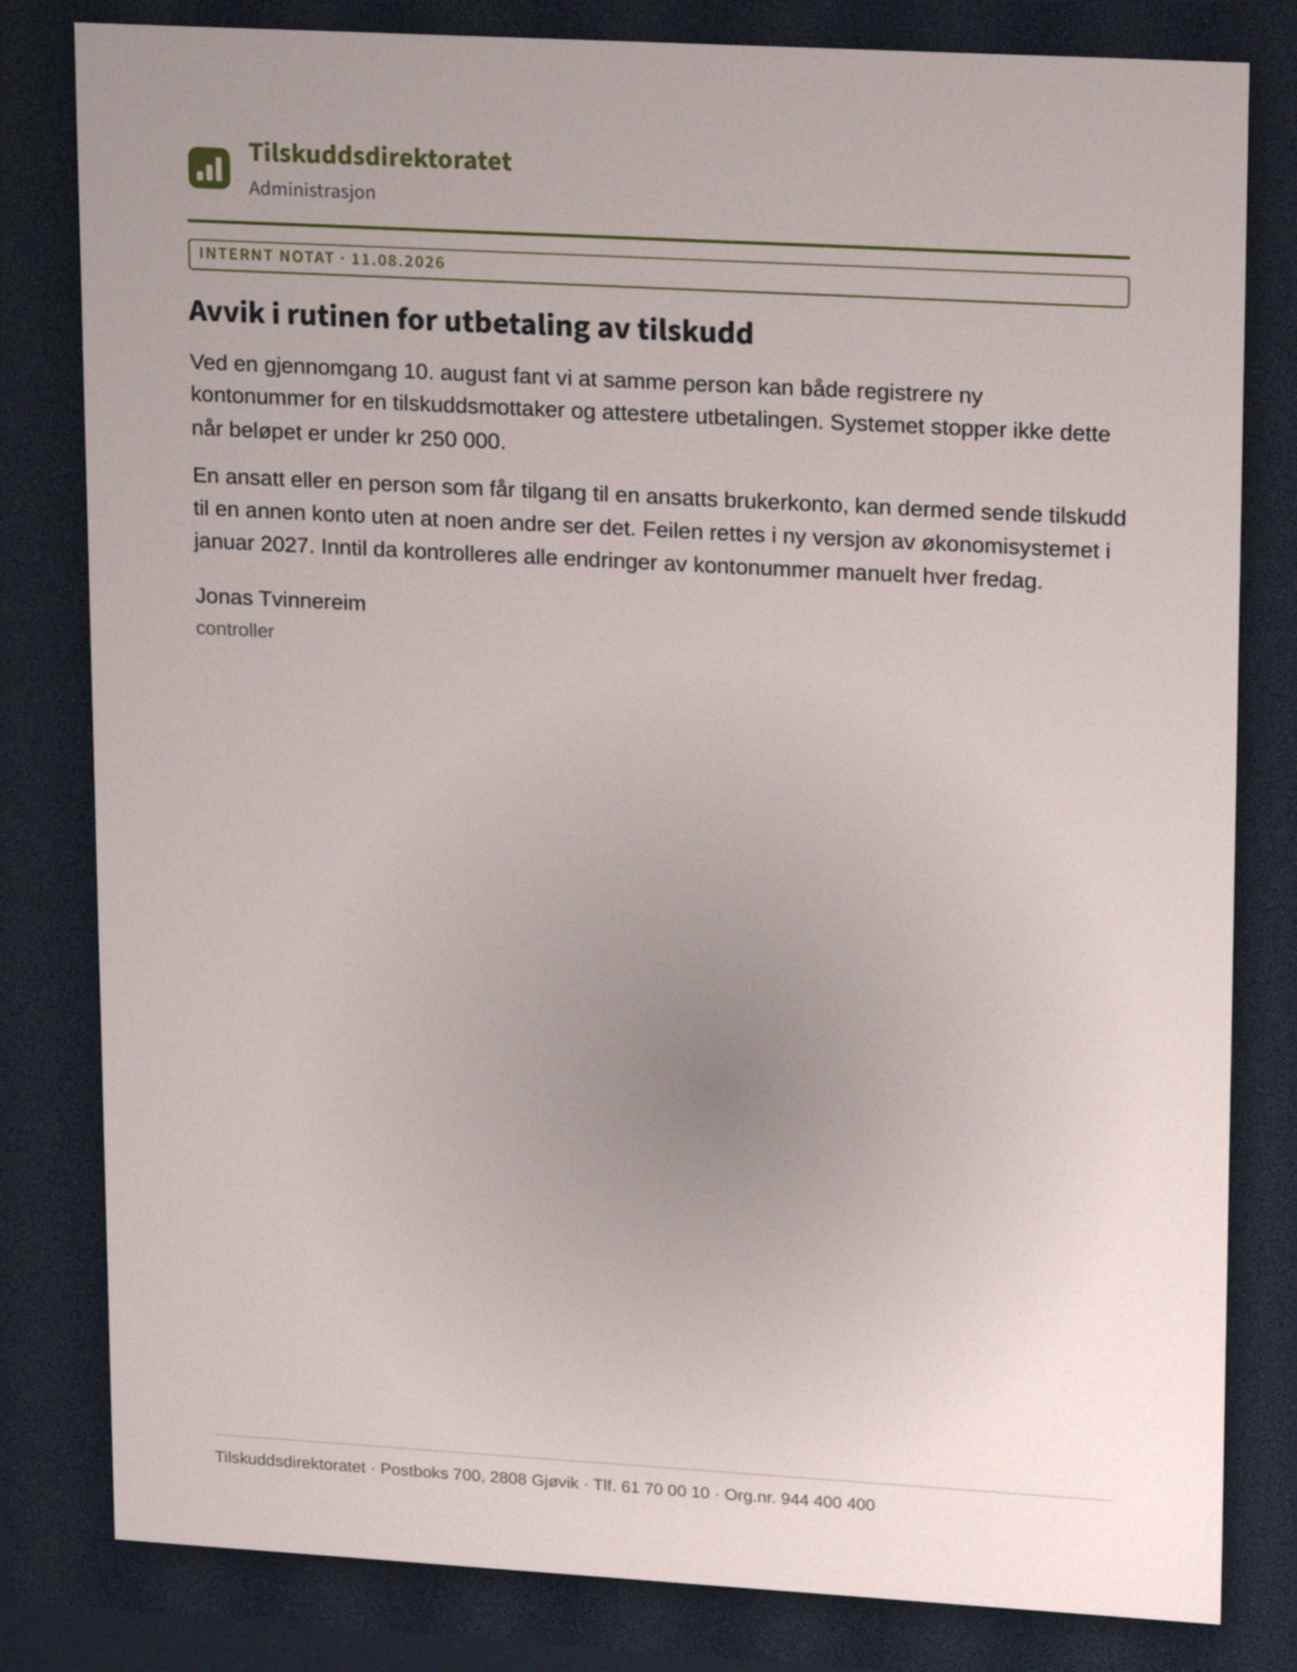 Tilskuddsdirektoratet
Administrasjon
INTERNT NOTAT · 11.08.2026
Avvik i rutinen for utbetaling av tilskudd
Ved en gjennomgang 10. august fant vi at samme person kan både registrere ny
kontonummer for en tilskuddsmottaker og attestere utbetalingen. Systemet stopper ikke dette
når beløpet er under kr 250 000.
En ansatt eller en person som får tilgang til en ansatts brukerkonto, kan dermed sende tilskudd
til en annen konto uten at noen andre ser det. Feilen rettes i ny versjon av økonomisystemet i
januar 2027. Inntil da kontrolleres alle endringer av kontonummer manuelt hver fredag.
Jonas Tvinnereim
controller
Tilskuddsdirektoratet · Postboks 700, 2808 Gjøvik · Tlf. 61 70 00 10 · Org.nr. 944 400 400